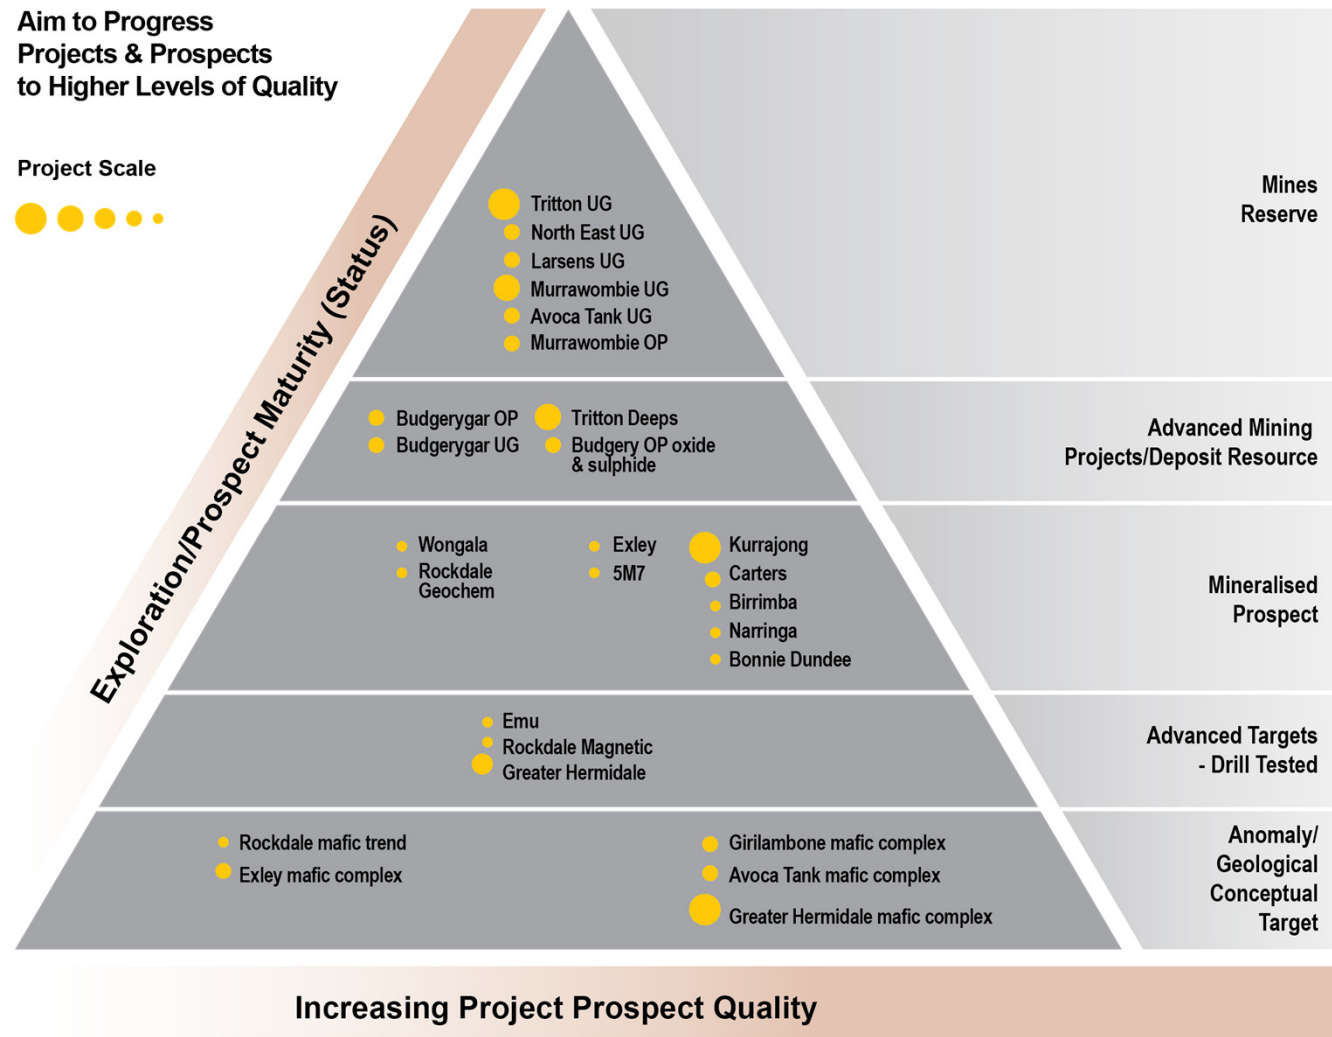 Aim to Progress
Projects & Prospects
to Higher Levels of Quality
Project Scale
Exploration/Prospect Maturity (Status)
Tritton UG
North East UG
Larsens UG
Murrawombie UG
Avoca Tank UG
Murrawombie OP
Mines
Reserve
Budgerygar OP
Budgerygar UG
Tritton Deeps
Budgery OP oxide
& sulphide
Advanced Mining
Projects/Deposit Resource
Wongala
Rockdale
Geochem
Exley
5M7
Kurrajong
Carters
Birrimba
Narringa
Bonnie Dundee
Mineralised
Prospect
Emu
Rockdale Magnetic
Greater Hermidale
Advanced Targets
- Drill Tested
Rockdale mafic trend
Exley mafic complex
Girilambone mafic complex
Avoca Tank mafic complex
Greater Hermidale mafic complex
Anomaly/
Geological
Conceptual
Target
Increasing Project Prospect Quality